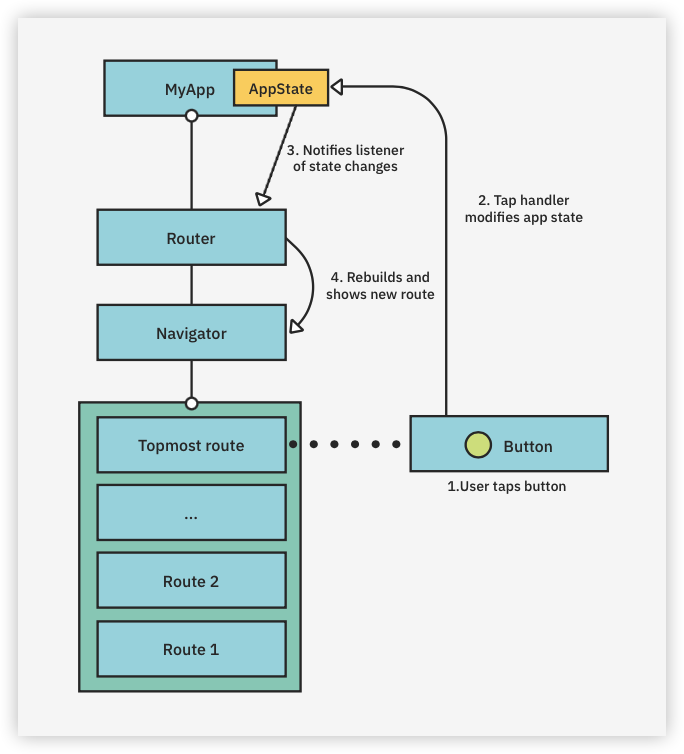 MyApp
AppState
3. Notifies listener
of state changes
2. Tap handler
modifies app state
Router
4. Rebuilds and
shows new route
Navigator
Topmost route
Button
1.User taps button
...
Route 2
Route 1